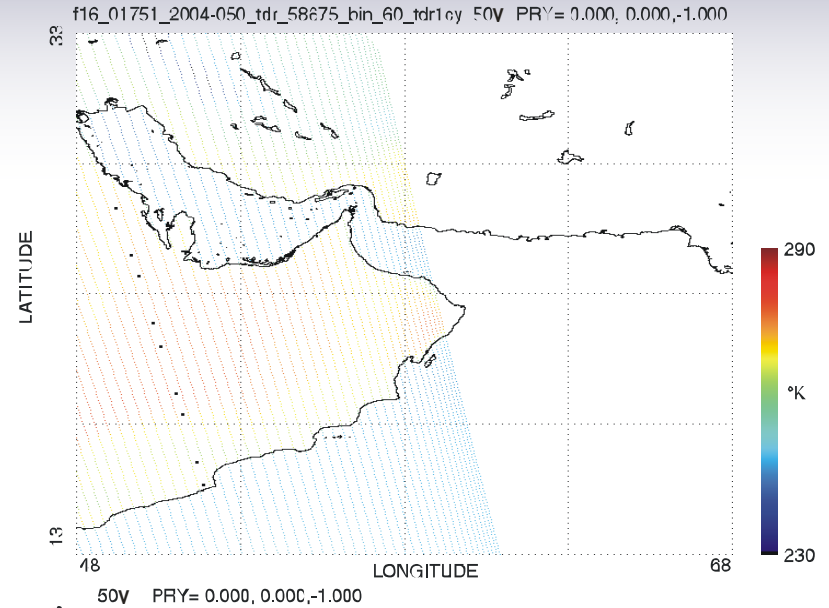 f16_01751_2004-050_tdr_58675_bin_60_tdr1cy 50V PRY= 0.000, 0.000,-1.000
33
LATITUDE
290
°K
13
230
48
LONGITUDE
68
50V PRY= 0.000, 0.000,-1.000